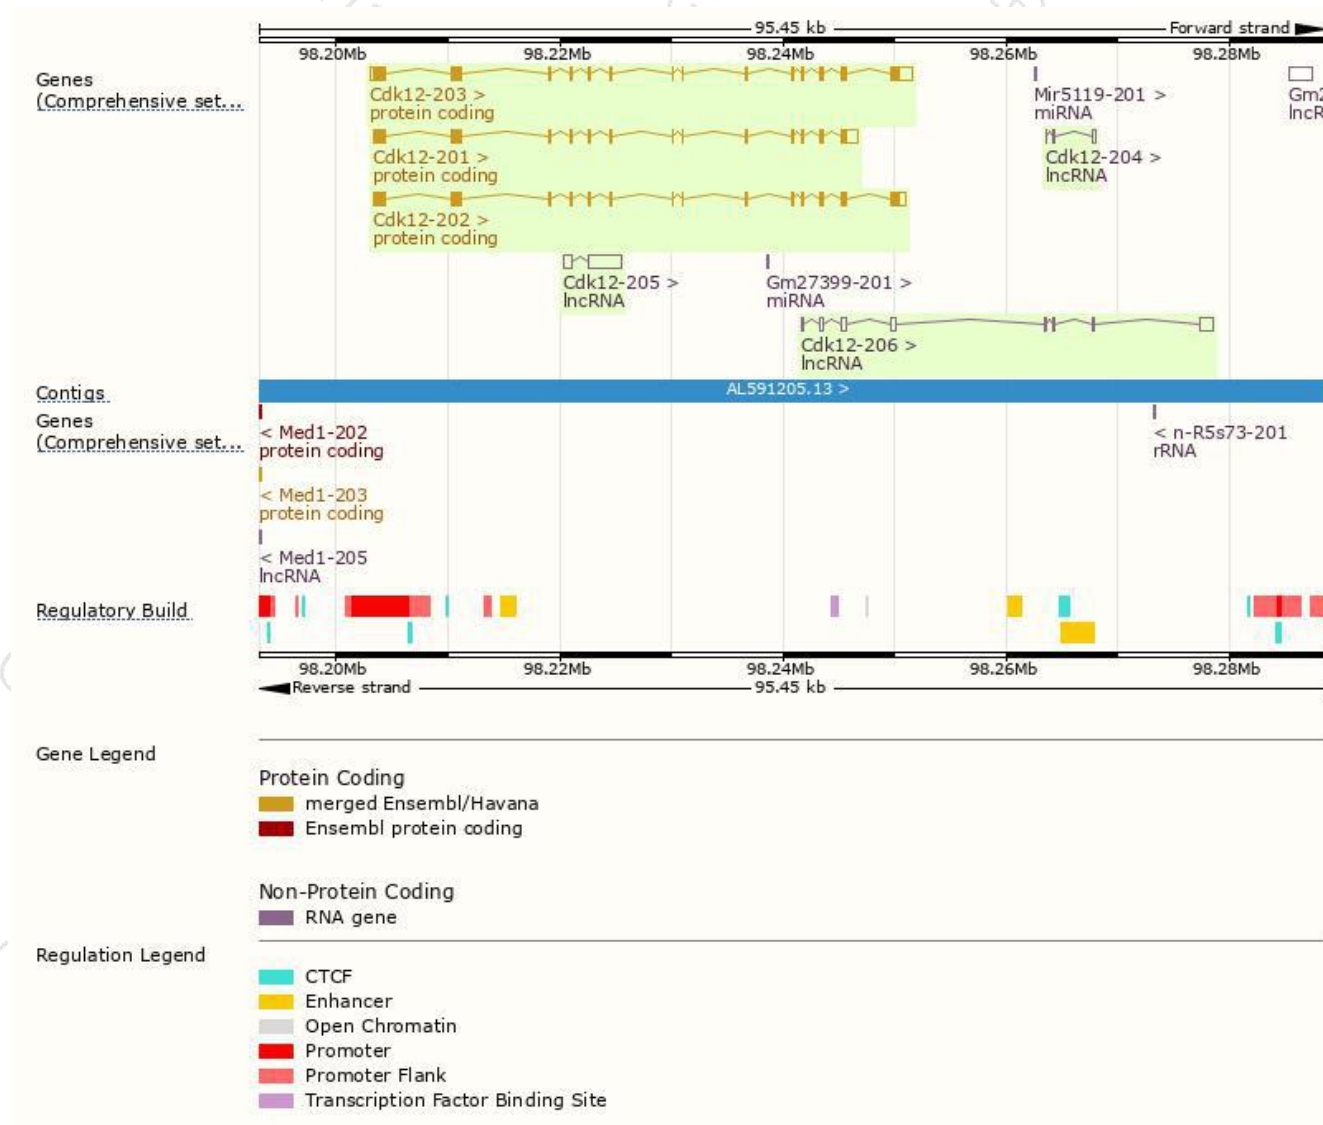 95.45 kb
Forward strand
98.20Mb 98.22Mb 98.24Mb 98.26Mb 98.28Mb
Genes
(Comprehensive set...
Cdk12-203 >
protein coding
Mir5119-201 >
miRNA
Gm2
lncR
Cdk12-201 >
protein coding
Cdk12-204 >
lncRNA
Cdk12-202 >
protein coding
Cdk12-205 >
lncRNA
Gm27399-201 >
miRNA
Cdk12-206 >
lncRNA
Contigs
AL591205.13 >
Genes
(Comprehensive set...
< Med1-202
protein coding
< n-R5s73-201
rRNA
< Med1-203
protein coding
< Med1-205
lncRNA
Regulatory Build
98.20Mb 98.22Mb 98.24Mb 98.26Mb 98.28Mb
Reverse strand
95.45 kb
Gene Legend
Protein Coding
merged Ensembl/Havana
Ensembl protein coding
Non-Protein Coding
RNA gene
Regulation Legend
CTCF
Enhancer
Open Chromatin
Promoter
Promoter Flank
Transcription Factor Binding Site